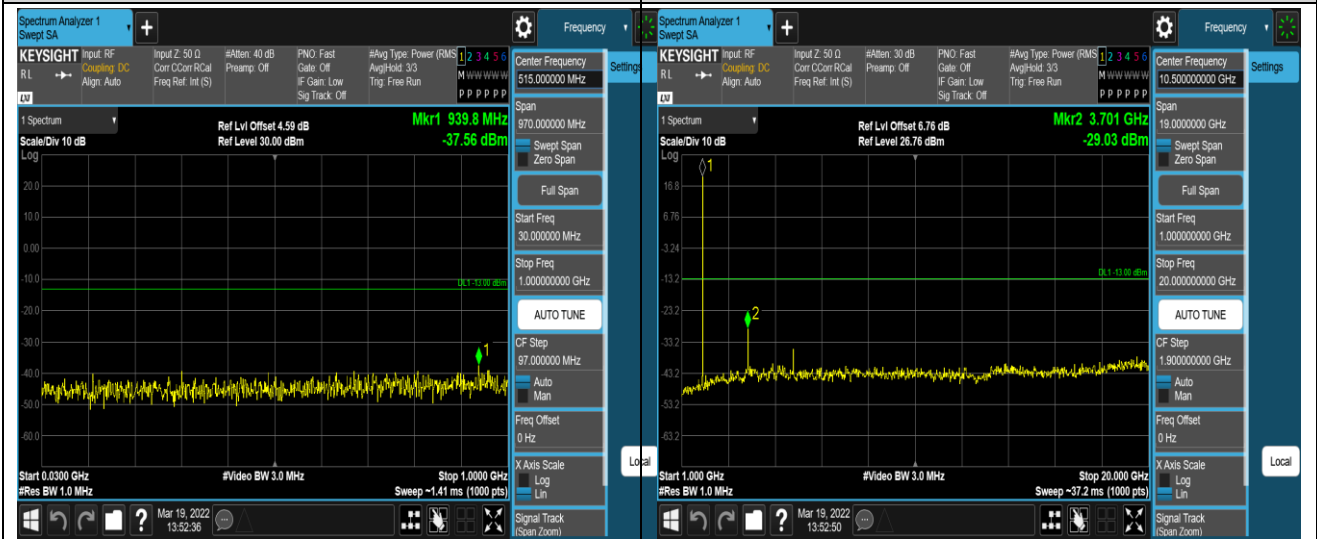 Spectrum Analyzer 1
Swept SA
+
Frequency
KEYSIGHT
Input: RF
Coupling: DC
Align: Auto
Input Z: 50 Ω
Corr CCorr RCal
Freq Ref: Int (S)
#Atten: 40 dB
Preamp: Off
PNO: Fast
Gate: Off
IF Gain: Low
Sig Track: Off
#Avg Type: Power (RMS
Avg|Hold: 3/3
Trig: Free Run
1 2 3 4 5 6
M W W W W W
P P P P P P
RL
LXI
1 Spectrum
Scale/Div 10 dB
Log
Ref Lvl Offset 4.59 dB
Ref Level 30.00 dBm
Mkr1 939.8 MHz
-37.56 dBm
20.0
10.0
0.00
-10.0
-20.0
-30.0
-40.0
-50.0
-60.0
DL1 -13.00 dBm
1
Start 0.0300 GHz
#Res BW 1.0 MHz
#Video BW 3.0 MHz
Stop 1.0000 GHz
Sweep ~1.41 ms (1000 pts)
Mar 19, 2022
13:52:36
Center Frequency
515.000000 MHz
Settings
Span
970.000000 MHz
Swept Span
Zero Span
Full Span
Start Freq
30.000000 MHz
Stop Freq
1.000000000 GHz
AUTO TUNE
CF Step
97.000000 MHz
Auto
Man
Freq Offset
0 Hz
X Axis Scale
Log
Lin
Local
Signal Track
(Span Zoom)
Spectrum Analyzer 1
Swept SA
+
Frequency
KEYSIGHT
Input: RF
Coupling: DC
Align: Auto
Input Z: 50 Ω
Corr CCorr RCal
Freq Ref: Int (S)
#Atten: 30 dB
Preamp: Off
PNO: Fast
Gate: Off
IF Gain: Low
Sig Track: Off
#Avg Type: Power (RMS
Avg|Hold: 3/3
Trig: Free Run
1 2 3 4 5 6
M W W W W W
P P P P P P
RL
LXI
1 Spectrum
Scale/Div 10 dB
Log
Ref Lvl Offset 6.76 dB
Ref Level 26.76 dBm
Mkr2 3.701 GHz
-29.03 dBm
16.8
6.76
-3.24
-13.2
-23.2
-33.2
-43.2
-53.2
-63.2
DL1 -13.00 dBm
1
2
Start 1.000 GHz
#Res BW 1.0 MHz
#Video BW 3.0 MHz
Stop 20.000 GHz
Sweep ~37.2 ms (1000 pts)
Mar 19, 2022
13:52:50
Center Frequency
10.500000000 GHz
Settings
Span
19.0000000 GHz
Swept Span
Zero Span
Full Span
Start Freq
1.000000000 GHz
Stop Freq
20.000000000 GHz
AUTO TUNE
CF Step
1.900000000 GHz
Auto
Man
Freq Offset
0 Hz
X Axis Scale
Log
Lin
Local
Signal Track
(Span Zoom)